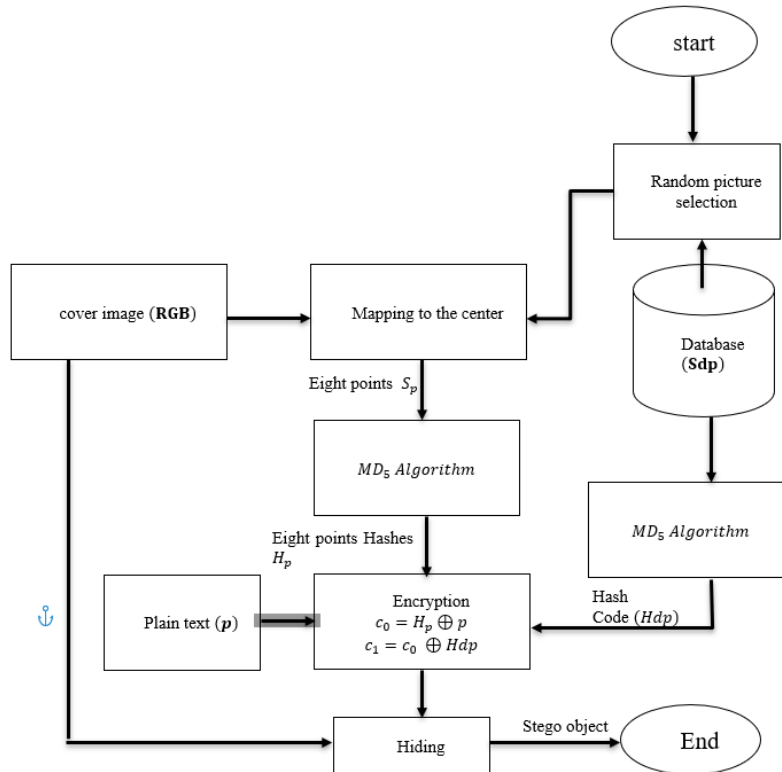 start
Random picture
selection
cover image (RGB)
Mapping to the center
Database
(Sdp)
Eight points Sₚ
MD₅ Algorithm
MD₅ Algorithm
Eight points Hashes
Hₚ
Hash
Code (Hdp)
Plain text (p)
Encryption
c₀ = Hₚ ⊕ p
c₁ = c₀ ⊕ Hdp
Stego object
Hiding
End